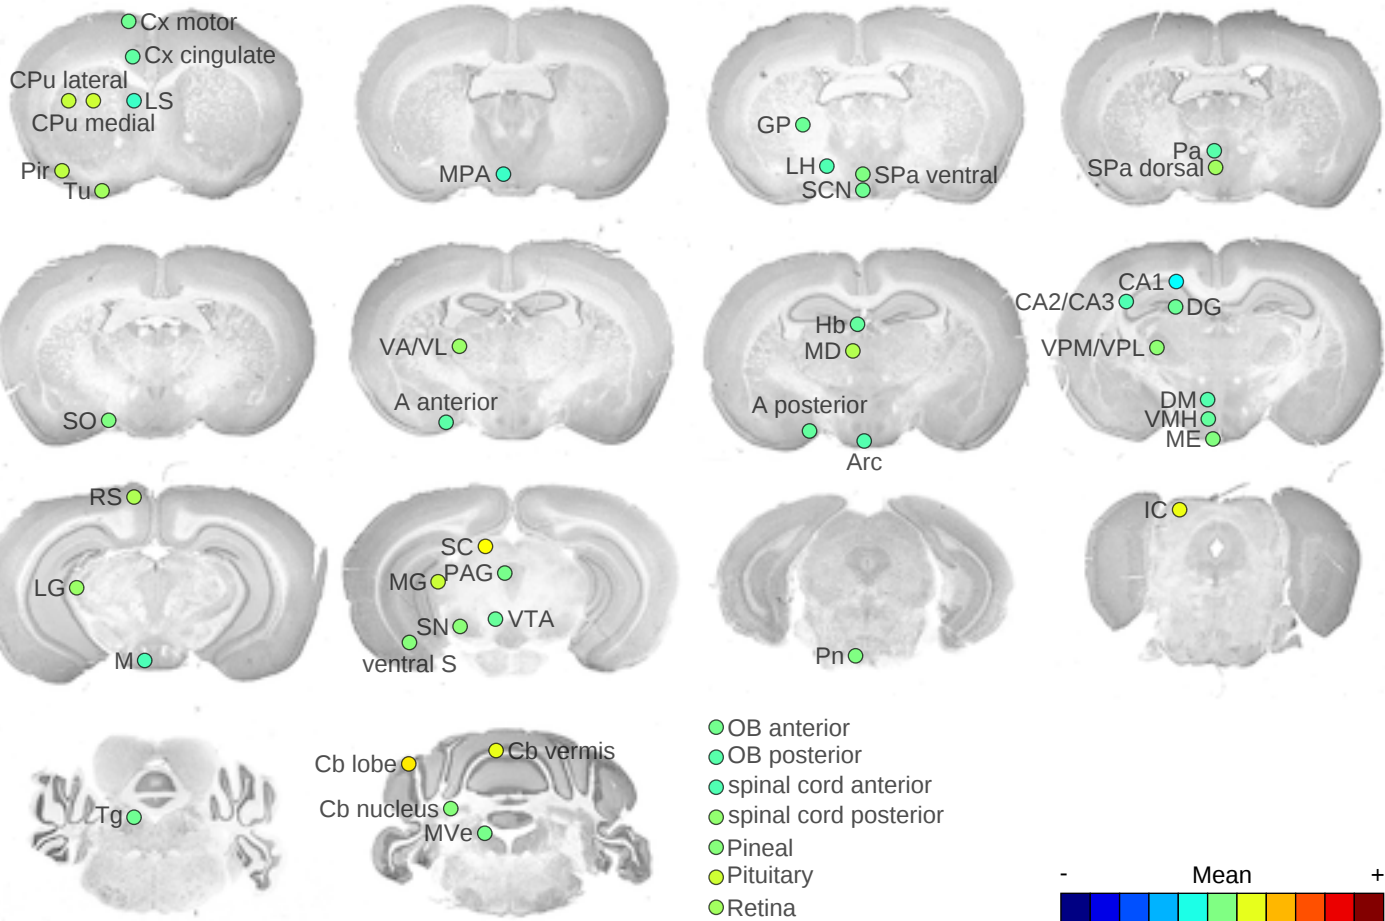 Cx motor
Cx cingulate
CPu lateral
LS
CPu medial
Pir
Tu
MPA
GP
LH
SPa ventral
SCN
Pa
SPa dorsal
SO
VA/VL
A anterior
Hb
MD
A posterior
Arc
CA1
CA2/CA3
DG
VPM/VPL
DM
VMH
ME
RS
LG
M
SC
PAG
MG
SN
VTA
ventral S
Pn
IC
Tg
Cb lobe
Cb vermis
Cb nucleus
MVe
OB anterior
OB posterior
spinal cord anterior
spinal cord posterior
Pineal
Pituitary
Retina
- Mean +